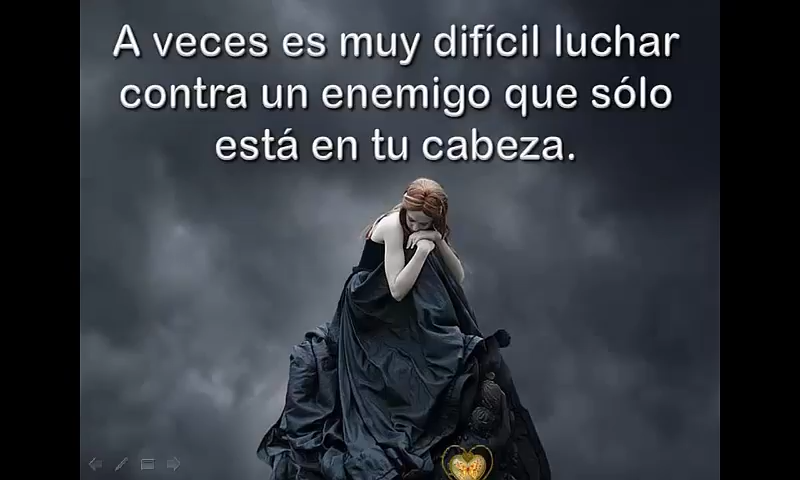 A veces es muy difícil luchar
contra un enemigo que sólo
está en tu cabeza.